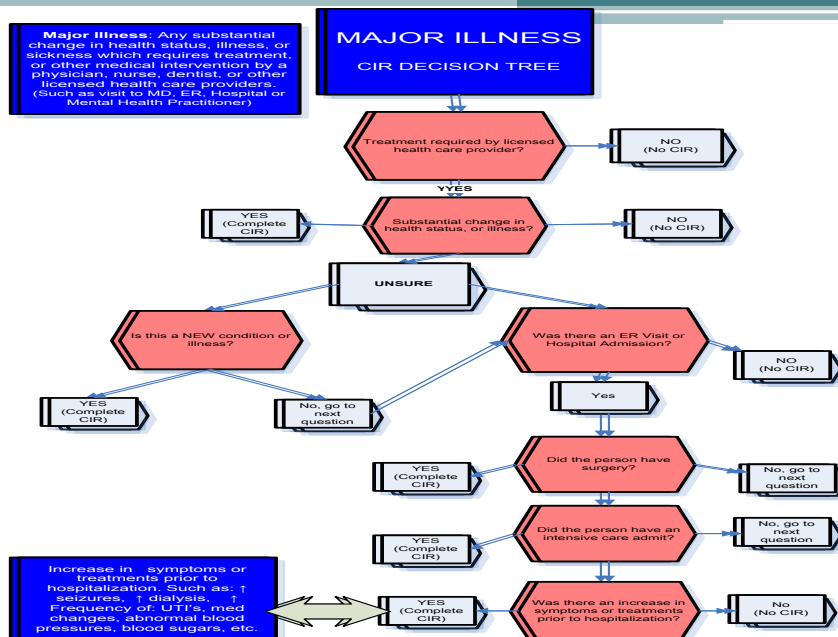 Major Illness: Any substantial
change in health status, illness, or
sickness which requires treatment,
or other medical intervention by a
physician, nurse, dentist, or other
licensed health care providers.
(Such as visit to MD, ER, Hospital or
Mental Health Practitioner)
MAJOR ILLNESS
CIR DECISION TREE
Treatment required by licensed
health care provider?
NO
(No CIR)
YYES
YES
(Complete
CIR)
Substantial change in
health status, or illness?
NO
(No CIR)
UNSURE
Is this a NEW condition or
illness?
Was there an ER Visit or
Hospital Admission?
NO
(No CIR)
YES
(Complete
CIR)
No, go to
next
question
Yes
Did the person have
surgery?
YES
(Complete
CIR)
No, go to
next
question
Did the person have an
intensive care admit?
YES
(Complete
CIR)
No, go to
next
question
Increase in symptoms or
treatments prior to
hospitalization. Such as: ↑
seizures, ↑ dialysis, ↑
Frequency of: UTI's, med
changes, abnormal blood
pressures, blood sugars, etc.
YES
(Complete
CIR)
Was there an increase in
symptoms or treatments
prior to hospitalization?
No
(No CIR)